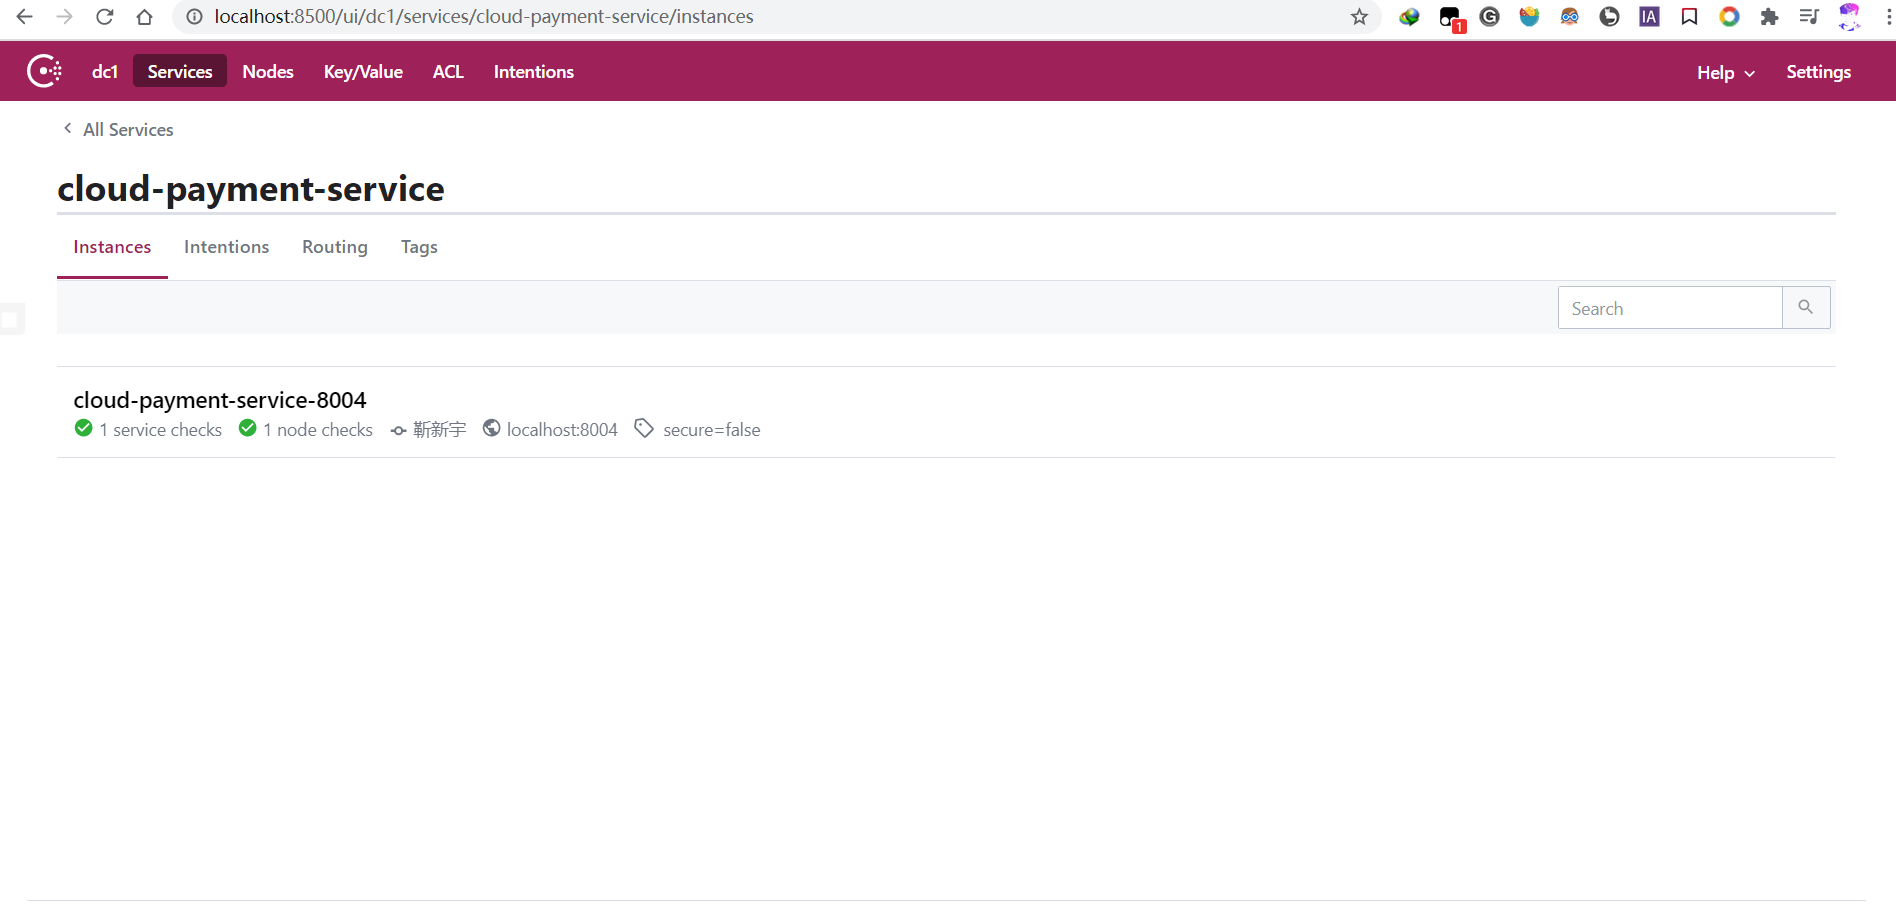 localhost:8500/ui/dc1/services/cloud-payment-service/instances
1
G
IA
dc1 Services Nodes Key/Value ACL Intentions Help Settings
All Services
cloud-payment-service
Instances Intentions Routing Tags
Search
cloud-payment-service-8004
1 service checks 1 node checks 靳新宇 localhost:8004 secure=false